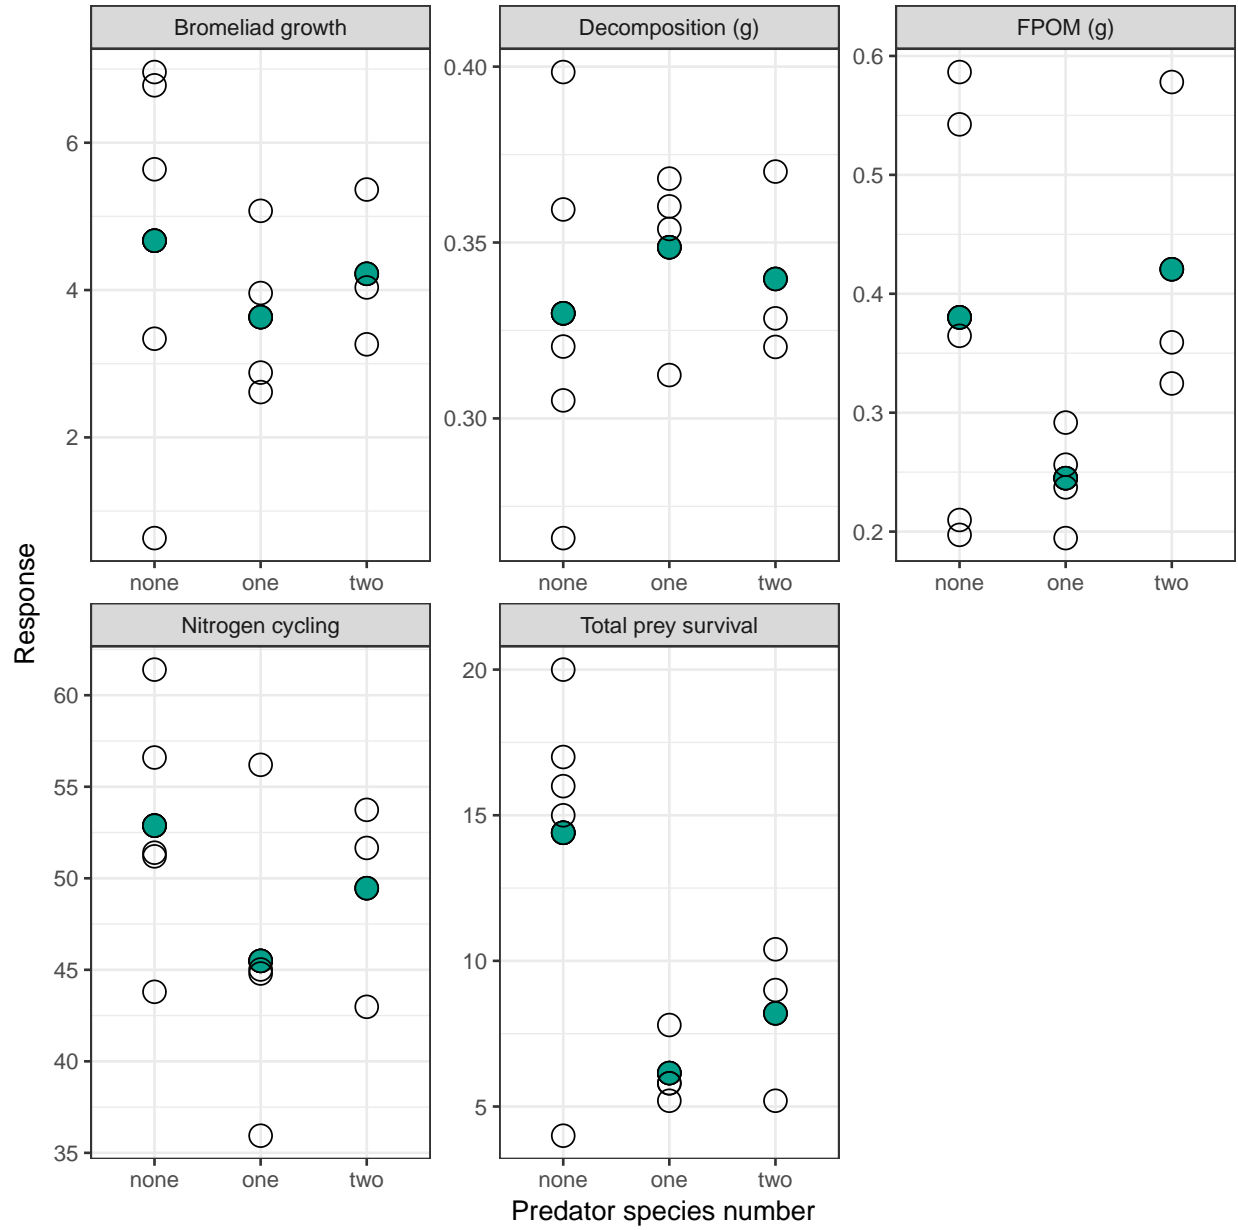 Bromeliad growth
Decomposition (g)
FPOM (g)
6
4
2
0.40
0.35
0.30
0.6
0.5
0.4
0.3
0.2
none one two
none one two
none one two
Response
Nitrogen cycling
Total prey survival
60
55
50
45
40
35
20
15
10
5
none one two
none one two
Predator species number